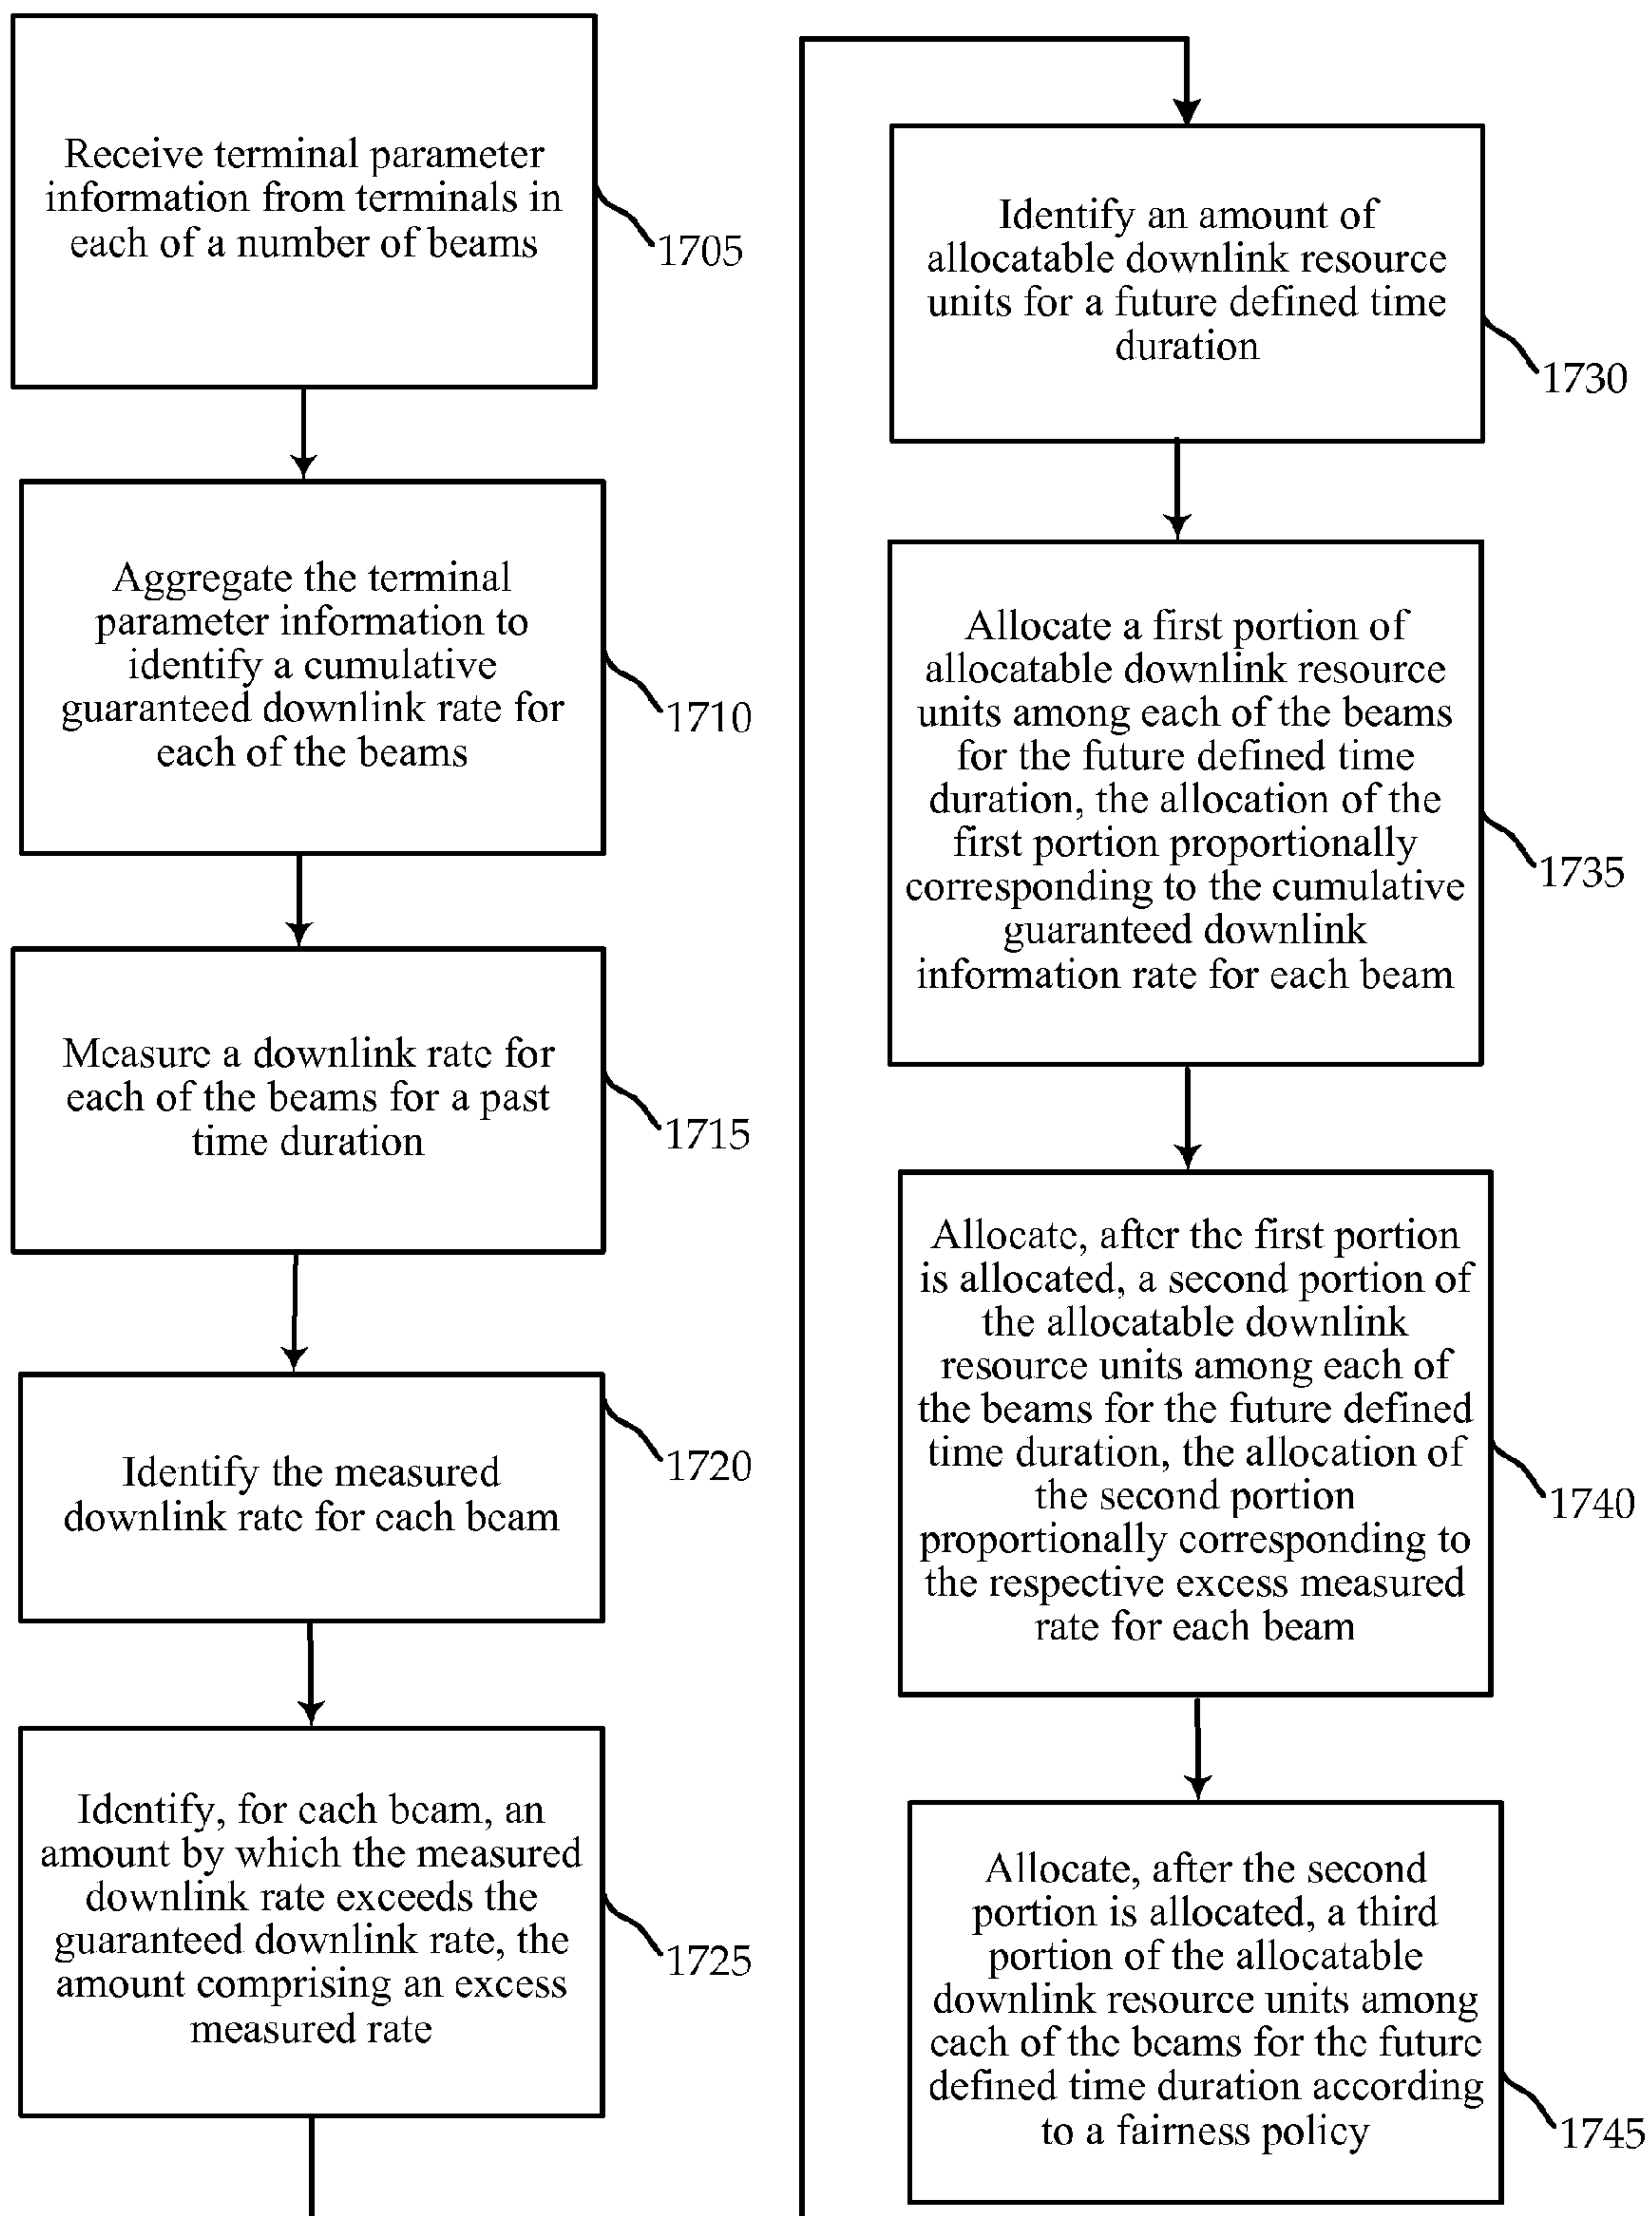 Receive terminal parameter
information from terminals in
each of a number of beams
1705
Aggregate the terminal
parameter information to
identify a cumulative
guaranteed downlink rate for
each of the beams
1710
Measure a downlink rate for
each of the beams for a past
time duration
1715
Identify the measured
downlink rate for each beam
1720
Identify, for each beam, an
amount by which the measured
downlink rate exceeds the
guaranteed downlink rate, the
amount comprising an excess
measured rate
1725
Identify an amount of
allocatable downlink resource
units for a future defined time
duration
1730
Allocate a first portion of
allocatable downlink resource
units among each of the beams
for the future defined time
duration, the allocation of the
first portion proportionally
corresponding to the cumulative
guaranteed downlink
information rate for each beam
1735
Allocate, after the first portion
is allocated, a second portion of
the allocatable downlink
resource units among each of
the beams for the future defined
time duration, the allocation of
the second portion
proportionally corresponding to
the respective excess measured
rate for each beam
1740
Allocate, after the second
portion is allocated, a third
portion of the allocatable
downlink resource units among
each of the beams for the future
defined time duration according
to a fairness policy
1745